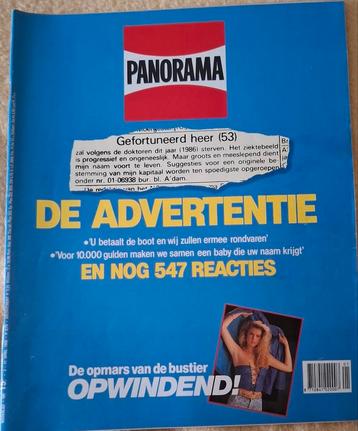 PANORAMA
Gefortuneerd heer (53)
zal volgens de doktoren dit jaar (1986) sterven. Het ziektebeeld
is progressief en ongeneeslijk. Maar groots en meeslepend dient
mijn naam voort te leven. Suggesties voor een originele be-
stemming van mijn kapitaal worden ten spoedigste opgeroepen
onder nr. 01-06938 bur. bl. A'dam.
DE ADVERTENTIE
•'U betaalt de boot en wij zullen ermee rondvaren'
•'Voor 10.000 gulden maken we samen een baby die uw naam krijgt'
EN NOG 547 REACTIES
De opmars van de bustier
OPWINDEND!